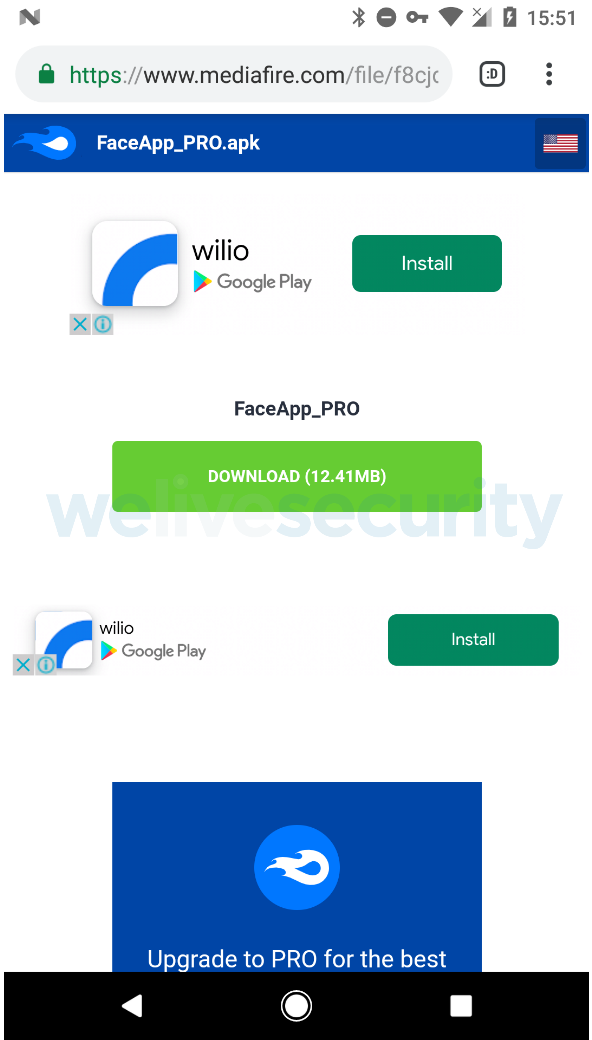 15:51
https://www.mediafire.com/file/f8cjc
:D
FaceApp_PRO.apk
wilio
Google Play
Install
FaceApp_PRO
DOWNLOAD (12.41MB)
welivesecurity
wilio
Google Play
Install
Upgrade to PRO for the best